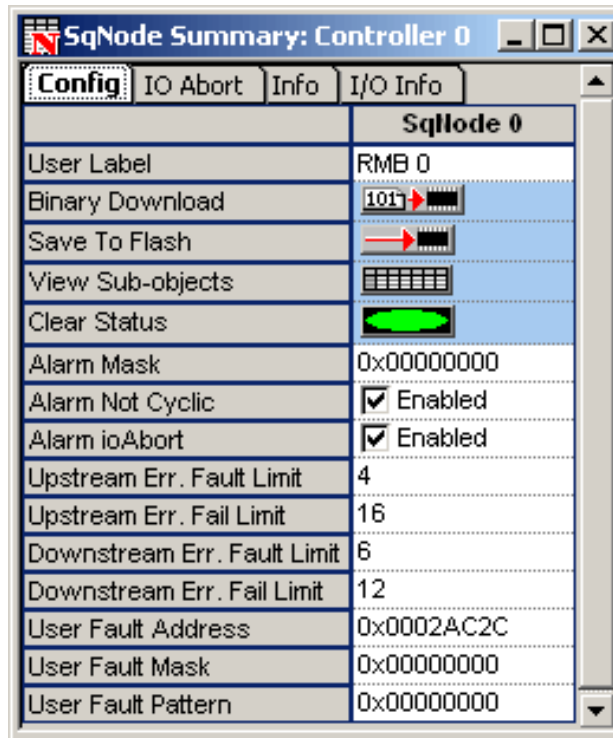 SqNode Summary: Controller 0
Config IO Abort Info I/O Info
SqNode 0
User Label RMB 0
Binary Download 101
Save To Flash
View Sub-objects
Clear Status
Alarm Mask 0x00000000
Alarm Not Cyclic Enabled
Alarm ioAbort Enabled
Upstream Err. Fault Limit 4
Upstream Err. Fail Limit 16
Downstream Err. Fault Limit 6
Downstream Err. Fail Limit 12
User Fault Address 0x0002AC2C
User Fault Mask 0x00000000
User Fault Pattern 0x00000000